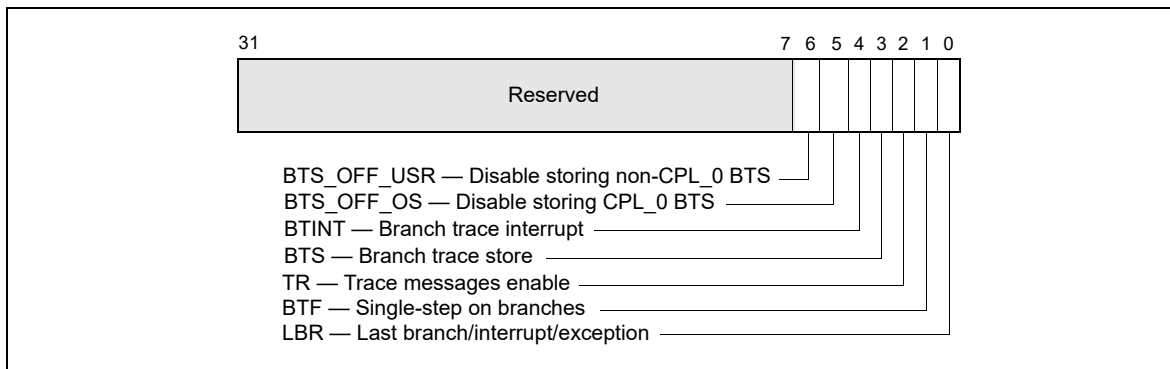 31 7 6 5 4 3 2 1 0
Reserved
BTS_OFF_USR — Disable storing non-CPL_0 BTS
BTS_OFF_OS — Disable storing CPL_0 BTS
BTINT — Branch trace interrupt
BTS — Branch trace store
TR — Trace messages enable
BTF — Single-step on branches
LBR — Last branch/interrupt/exception